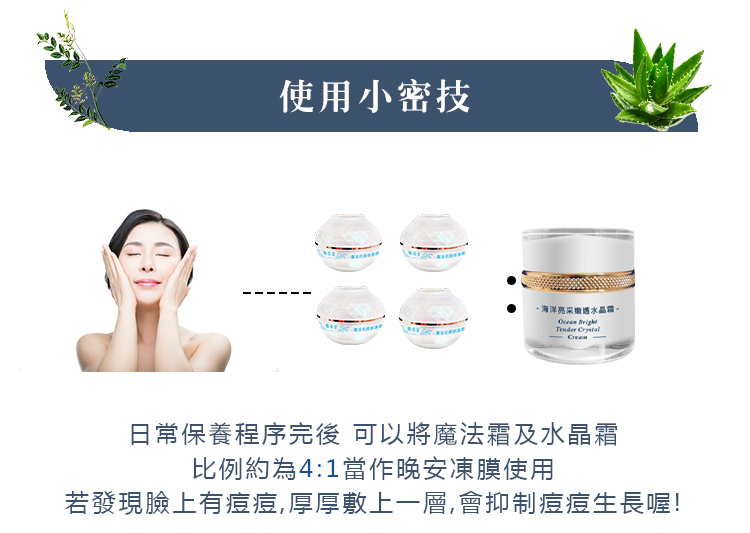 使用小密技
- 海洋亮采嫩透水晶霜 -
Ocean Bright
Tender Crystal
Cream
日常保養程序完後 可以將魔法霜及水晶霜
比例約為4:1當作晚安凍膜使用
若發現臉上有痘痘,厚厚敷上一層,會抑制痘痘生長喔!